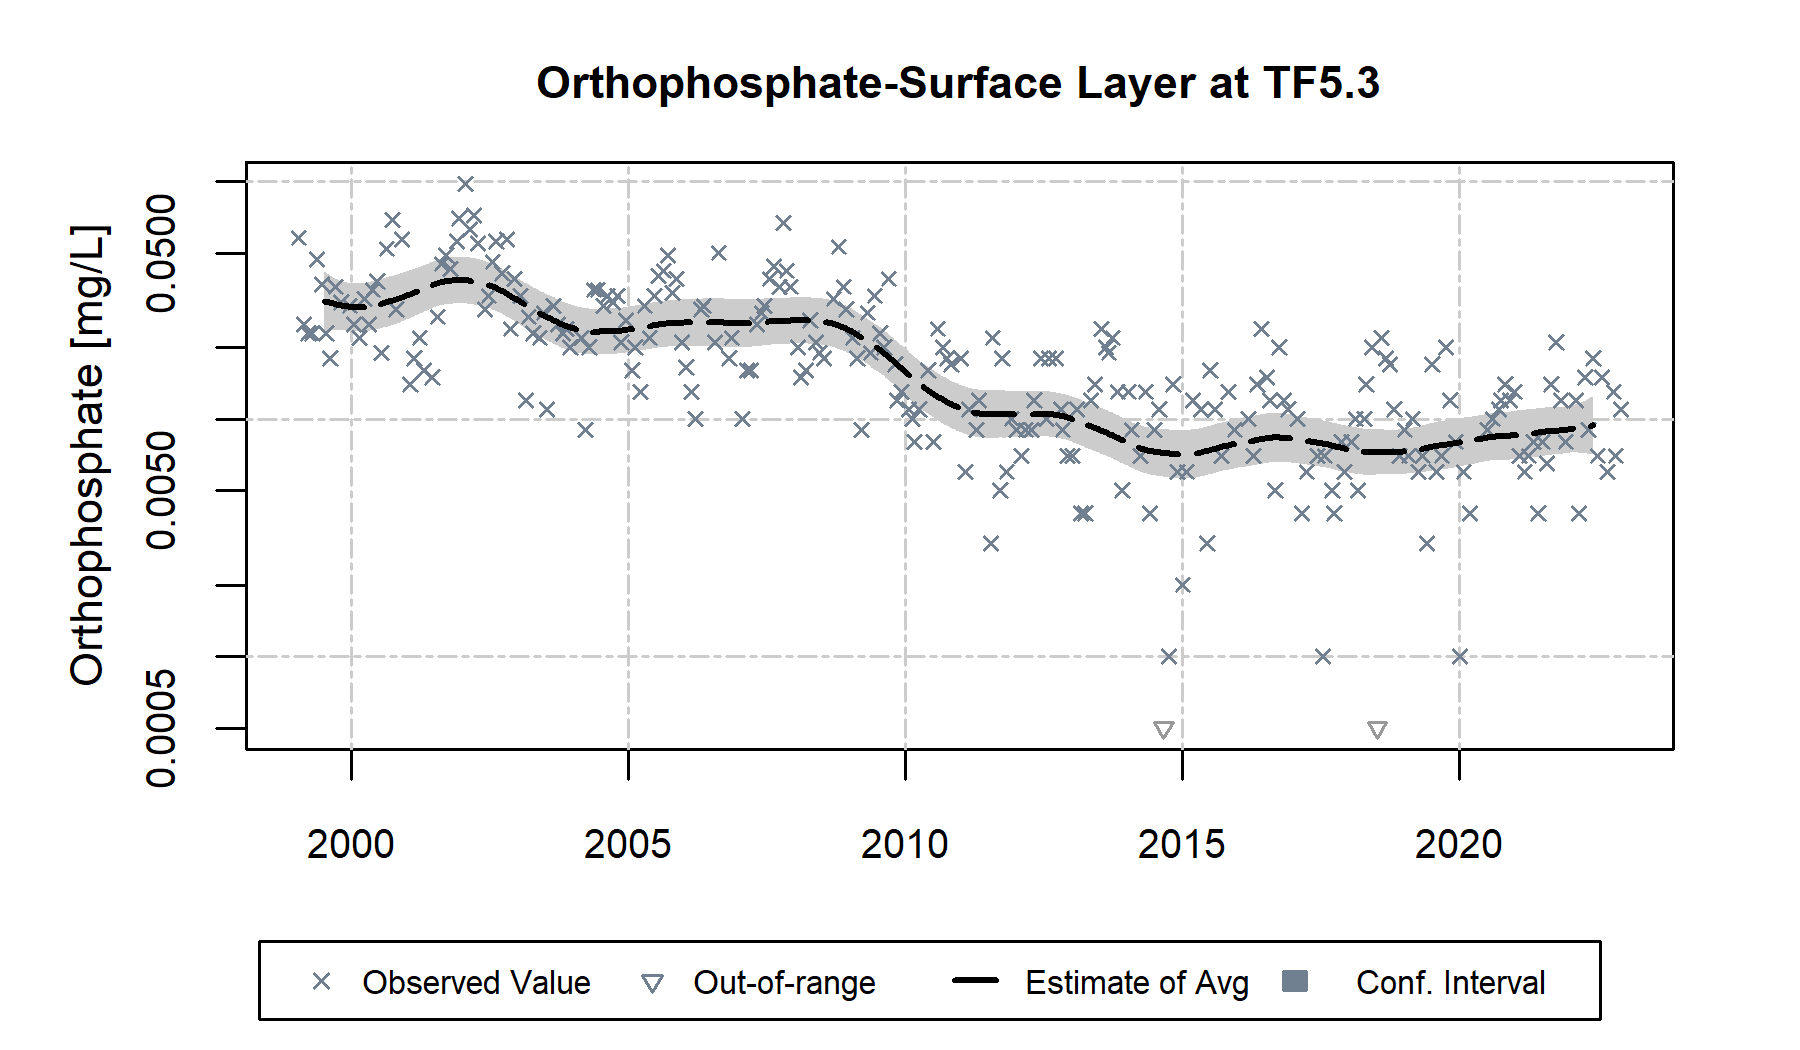 Orthophosphate-Surface Layer at TF5.3
Orthophosphate [mg/L]
0.0500
0.0050
0.0005
2000 2005 2010 2015 2020
Observed Value Out-of-range Estimate of Avg Conf. Interval